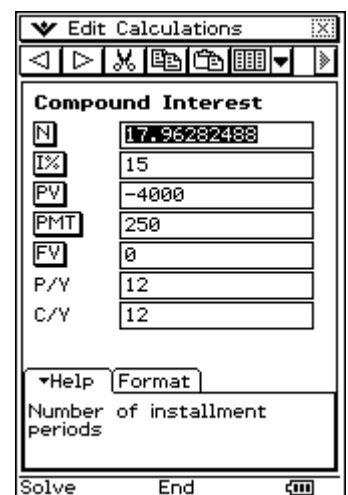 Edit Calculations
Compound Interest
N 17.96282488
I% 15
PV -4000
PMT 250
FV 0
P/Y 12
C/Y 12
Help Format
Number of installment
periods
Solve End